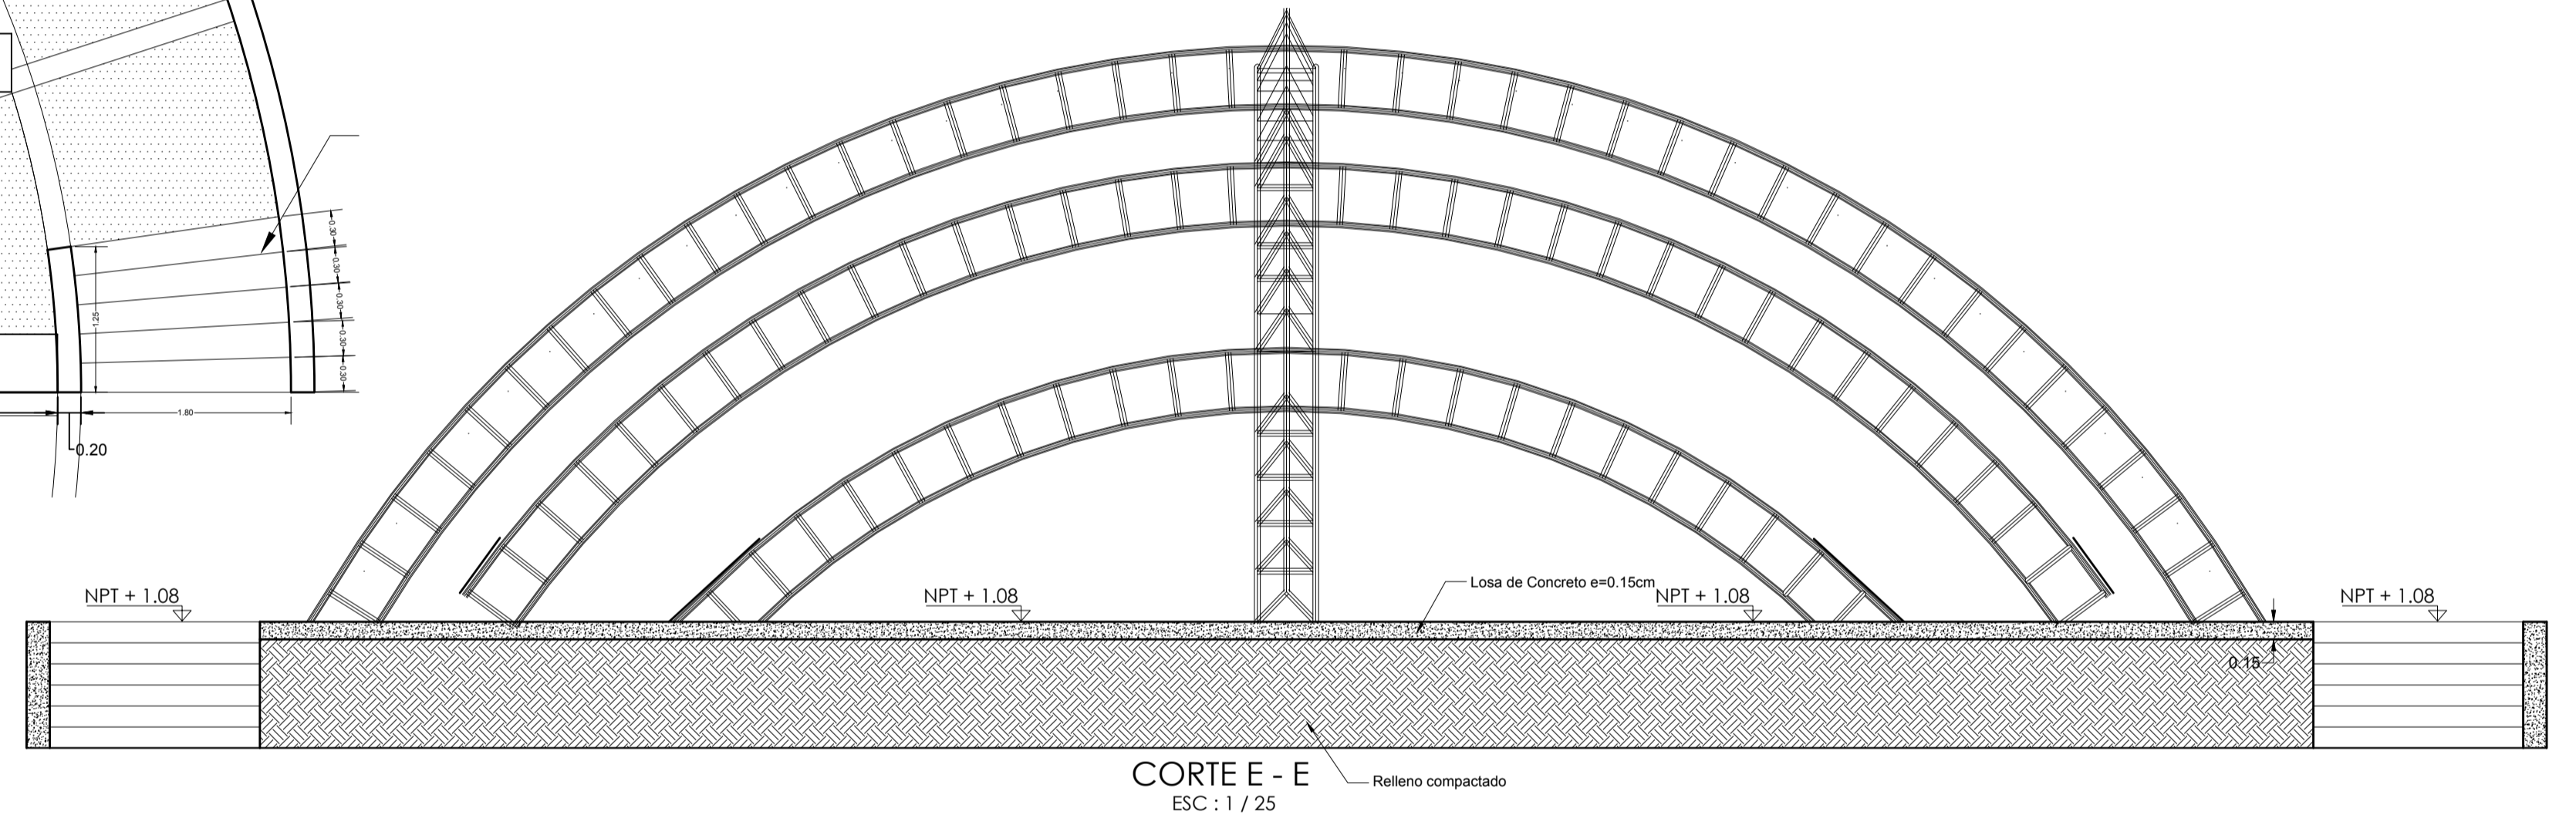 0.30
0.30
0.30
0.30
0.30
1.25
1.80
0.20
NPT + 1.08
NPT + 1.08
Losa de Concreto e=0.15cm
NPT + 1.08
NPT + 1.08
0.15
CORTE E - E
ESC : 1 / 25
Relleno compactado